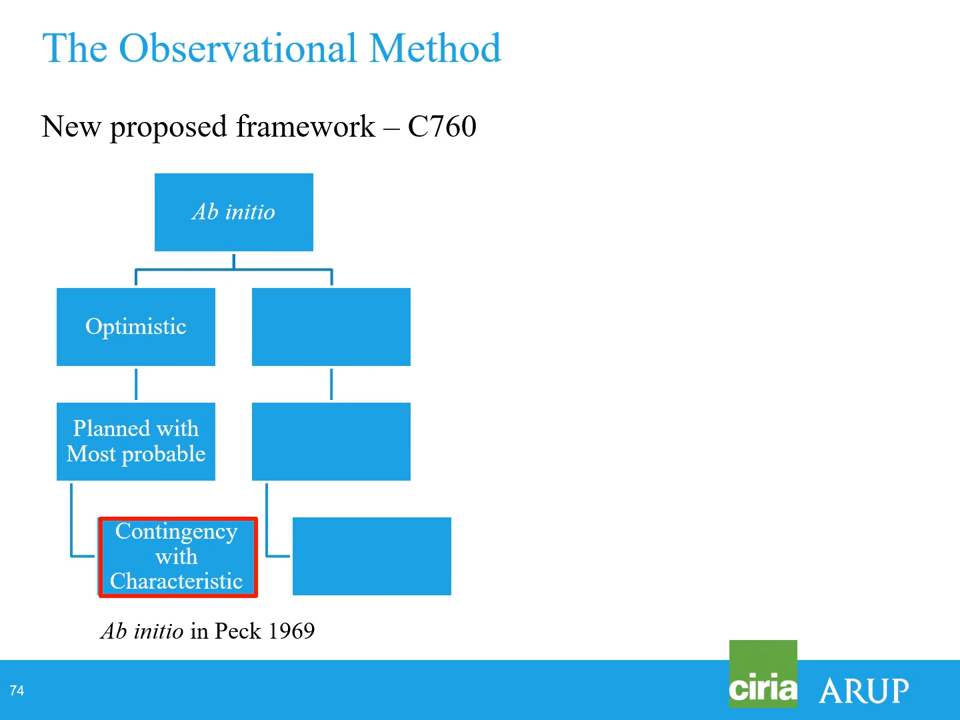 The Observational Method
New proposed framework – C760
Ab initio
Optimistic
Planned with
Most probable
Contingency
with
Characteristic
Ab initio in Peck 1969
74
ciria
ARUP